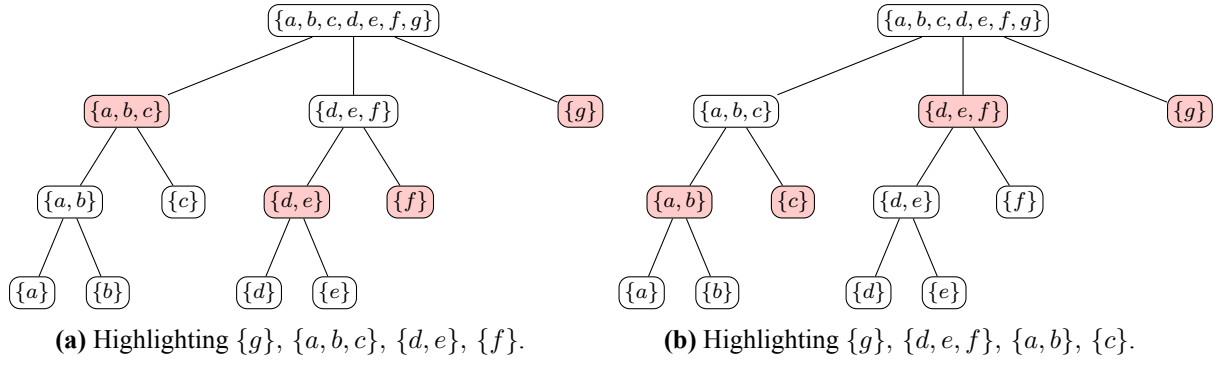 {a, b, c, d, e, f, g} {a, b, c, d, e, f, g}
{a, b, c} {d, e, f} {g} {a, b, c} {d, e, f} {g}
{a, b} {c} {d, e} {f} {a, b} {c} {d, e} {f}
{a} {b} {d} {e} {a} {b} {d} {e}
(a) Highlighting {g}, {a, b, c}, {d, e}, {f}. (b) Highlighting {g}, {d, e, f}, {a, b}, {c}.